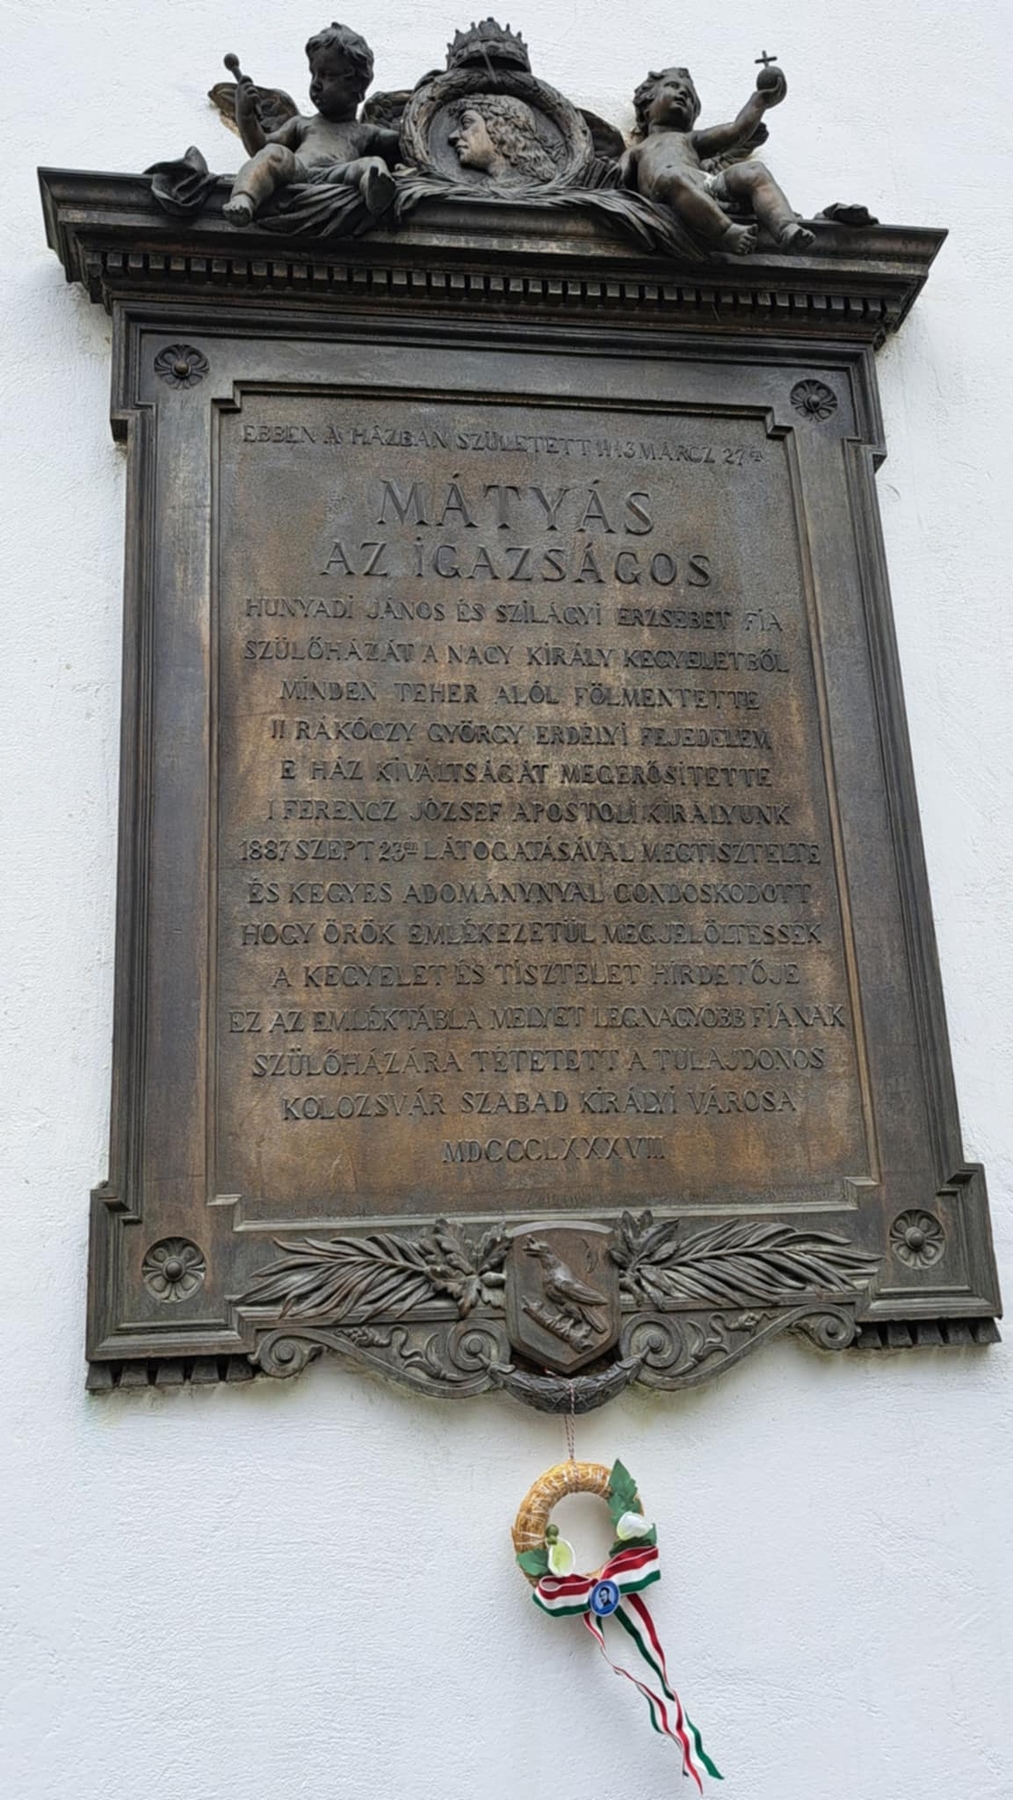 EBBEN A HÁZBAN SZÜLETETT 1443 MÁRCZ 27én
MÁTYÁS
AZ IGAZSÁGOS
HUNYADI JÁNOS ÉS SZILÁGYI ERZSÉBET FIA
SZÜLŐHÁZÁT A NAGY KIRÁLY KEGYELETBŐL
MINDEN TEHER ALÓL FÖLMENTETTE
II RÁKÓCZY GYÖRGY ERDÉLYI FEJEDELEM
E HÁZ KIVÁLTSÁGÁT MEGERŐSITETTE
I FERENCZ JÓZSEF APOSTOLI KIRÁLYUNK
1887 SZEPT 23án LÁTOGATÁSÁVAL MEGTISZTELTE
ÉS KEGYES ADOMÁNYNYAL GONDOSKODOTT
HOGY ÖRÖK EMLÉKEZETÜL MEGJELÖLTESSÉK
A KEGYELET ÉS TISZTELET HIRDETŐJE
EZ AZ EMLÉKTÁBLA MELYET LEGNAGYOBB FIÁNAK
SZÜLŐHÁZÁRA TÉTETETT A TULAJDONOS
KOLOZSVÁR SZABAD KIRÁLYI VÁROSA
MDCCCLXXXVIII